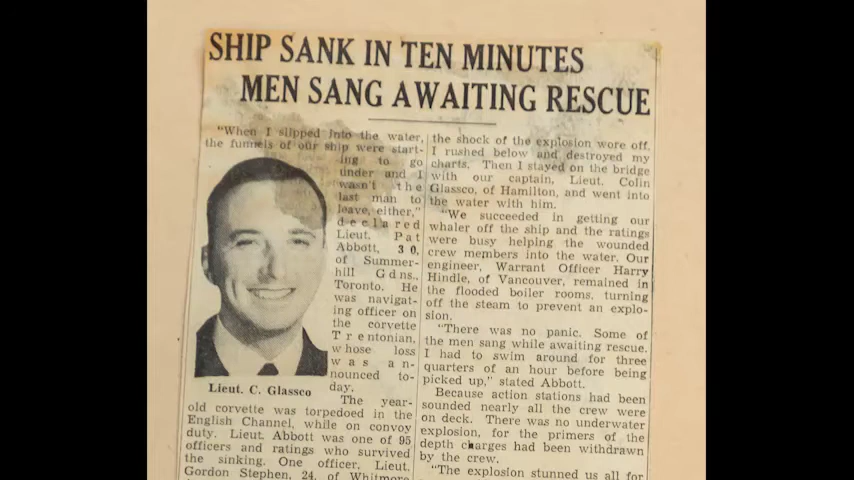 SHIP SANK IN TEN MINUTES
MEN SANG AWAITING RESCUE
"When I slipped into the water,
the funnels of our ship were start-
ing to go
under and I
wasn't the
last man to
leave, either,"
declared
Lieut. Pat
Abbott, 30,
of Summer-
hill Gdns.,
Toronto. He
was navigat-
ing officer on
the corvette
Trentonian,
whose loss
was an-
nounced to-
day.
Lieut. C. Glassco
The year-
old corvette was torpedoed in the
English Channel, while on convoy
duty. Lieut. Abbott was one of 95
officers and ratings who survived
the sinking. One officer, Lieut.
Gordon Stephen, 24, of Whitmore
the shock of the explosion wore off.
I rushed below and destroyed my
charts. Then I stayed on the bridge
with our captain, Lieut. Colin
Glassco, of Hamilton, and went into
the water with him.
"We succeeded in getting our
whaler off the ship and the ratings
were busy helping the wounded
crew members into the water. Our
engineer, Warrant Officer Harry
Hindle, of Vancouver, remained in
the flooded boiler rooms, turning
off the steam to prevent an explo-
sion.
"There was no panic. Some of
the men sang while awaiting rescue.
I had to swim around for three
quarters of an hour before being
picked up," stated Abbott.
Because action stations had been
sounded nearly all the crew were
on deck. There was no underwater
explosion, for the primers of the
depth charges had been withdrawn
by the crew.
"The explosion stunned us all for